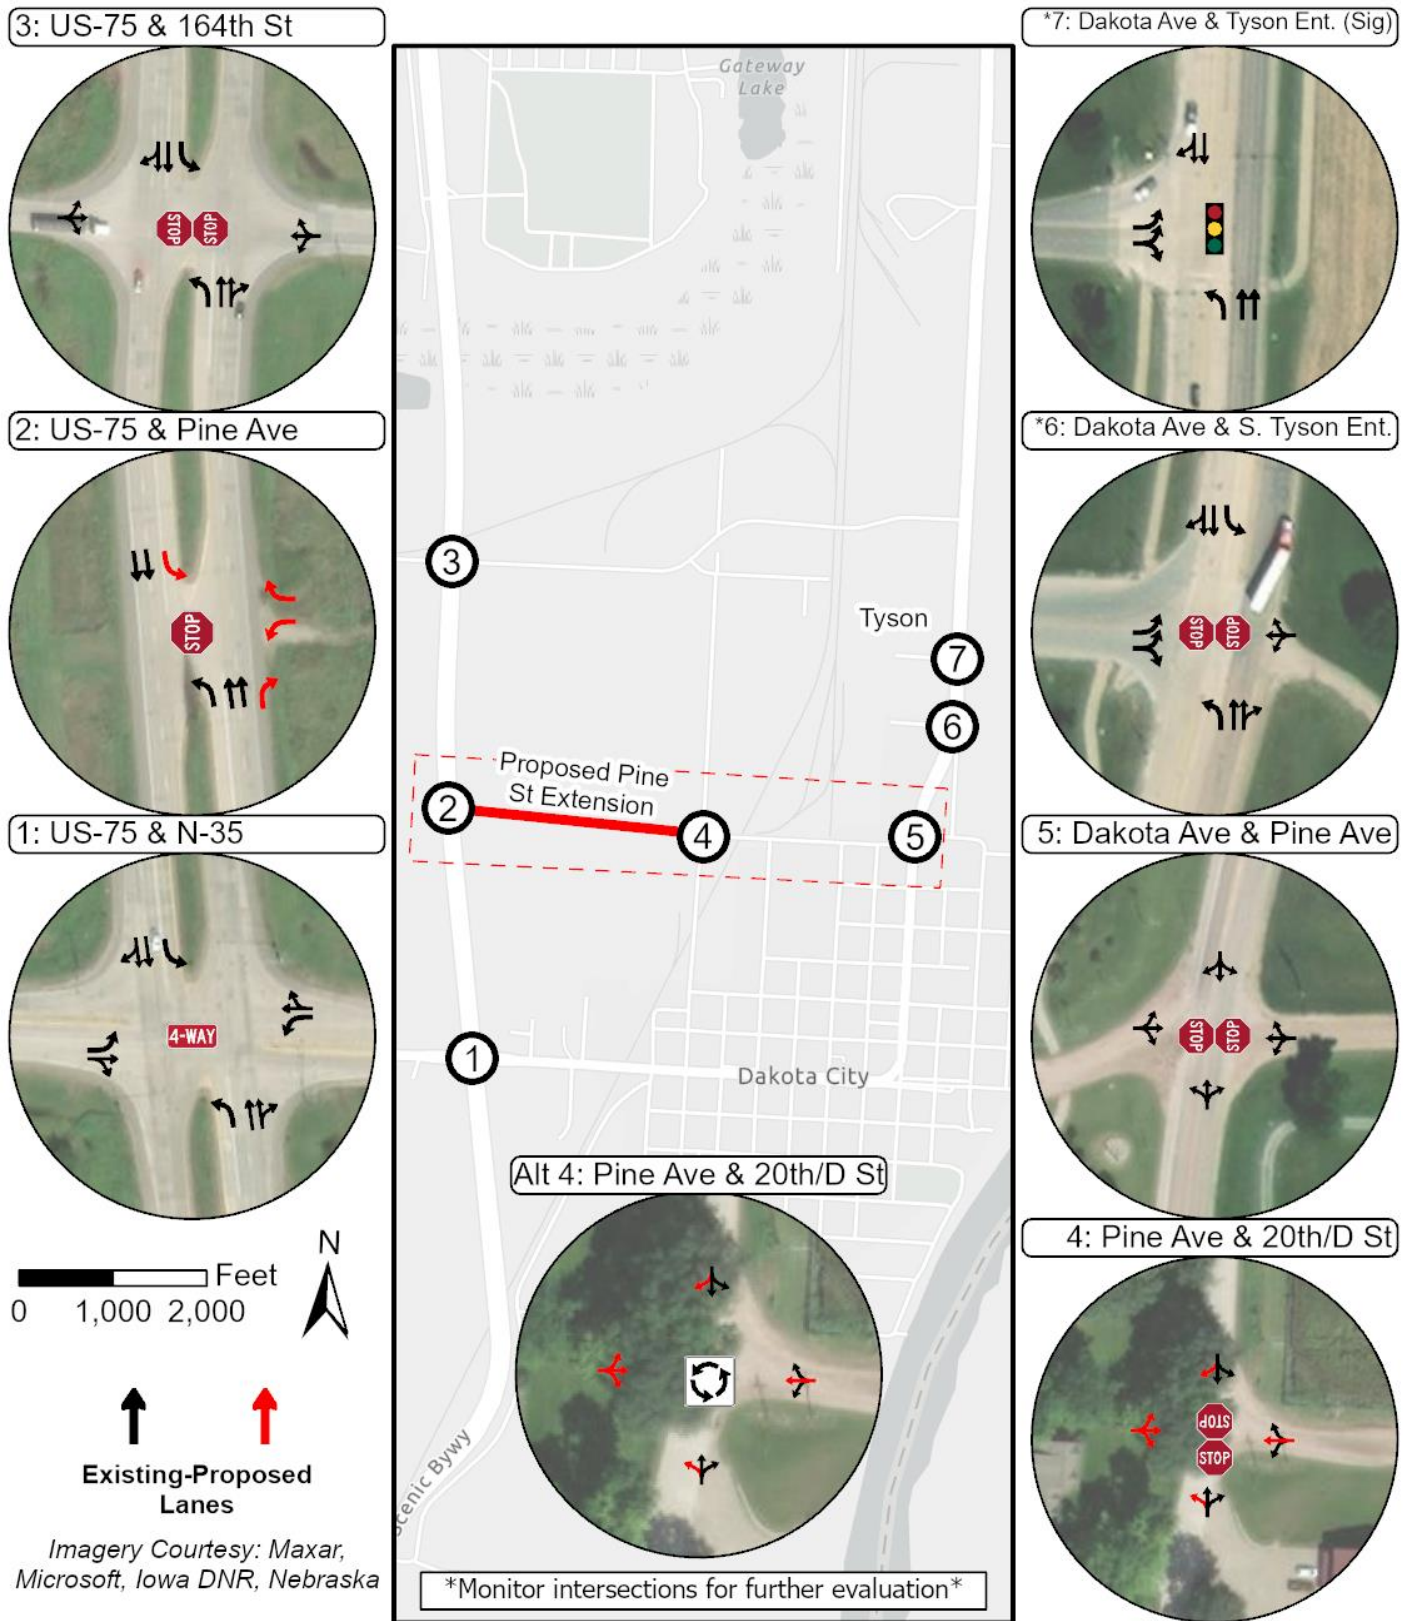 3: US-75 & 164th St
STOP STOP
2: US-75 & Pine Ave
STOP
1: US-75 & N-35
4-WAY
N
Feet
0 1,000 2,000
Existing-Proposed
Lanes
Imagery Courtesy: Maxar,
Microsoft, Iowa DNR, Nebraska
Gateway
Lake
3
Tyson
7
6
Proposed Pine
St Extension
2
4
5
1
Dakota City
Scenic Bywy
Alt 4: Pine Ave & 20th/D St
*Monitor intersections for further evaluation*
*7: Dakota Ave & Tyson Ent. (Sig)
*6: Dakota Ave & S. Tyson Ent.
STOP STOP
5: Dakota Ave & Pine Ave
STOP STOP
4: Pine Ave & 20th/D St
STOP
STOP